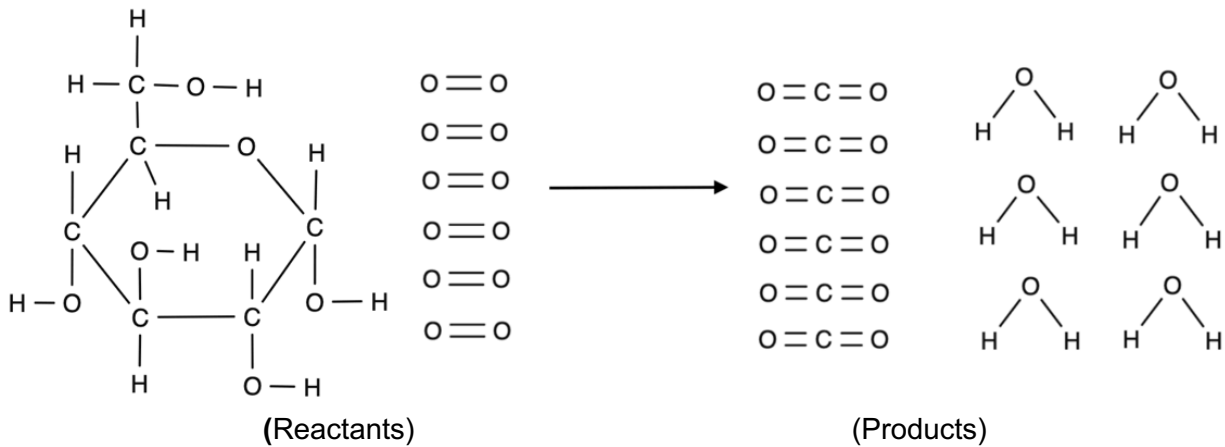 H
H C O H
C O
H H
H
C C
O H H
H O O H
C C
H
O H
O O
O O
O O
O O
O O
O O
O C O
O C O
O C O
O C O
O C O
O C O
O O
H H H H
O O
H H H H
O O
H H H H
(Reactants)
(Products)